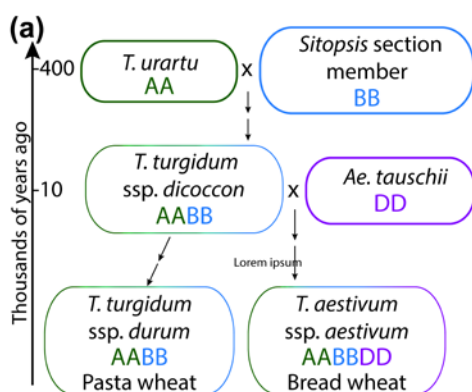 (a)
Thousands of years ago
400
10
T. urartu
AA
x
Sitopsis section
member
BB
T. turgidum
ssp. dicoccon
AABB
x
Ae. tauschii
DD
Lorem ipsum
T. turgidum
ssp. durum
AABB
Pasta wheat
T. aestivum
ssp. aestivum
AABBDD
Bread wheat